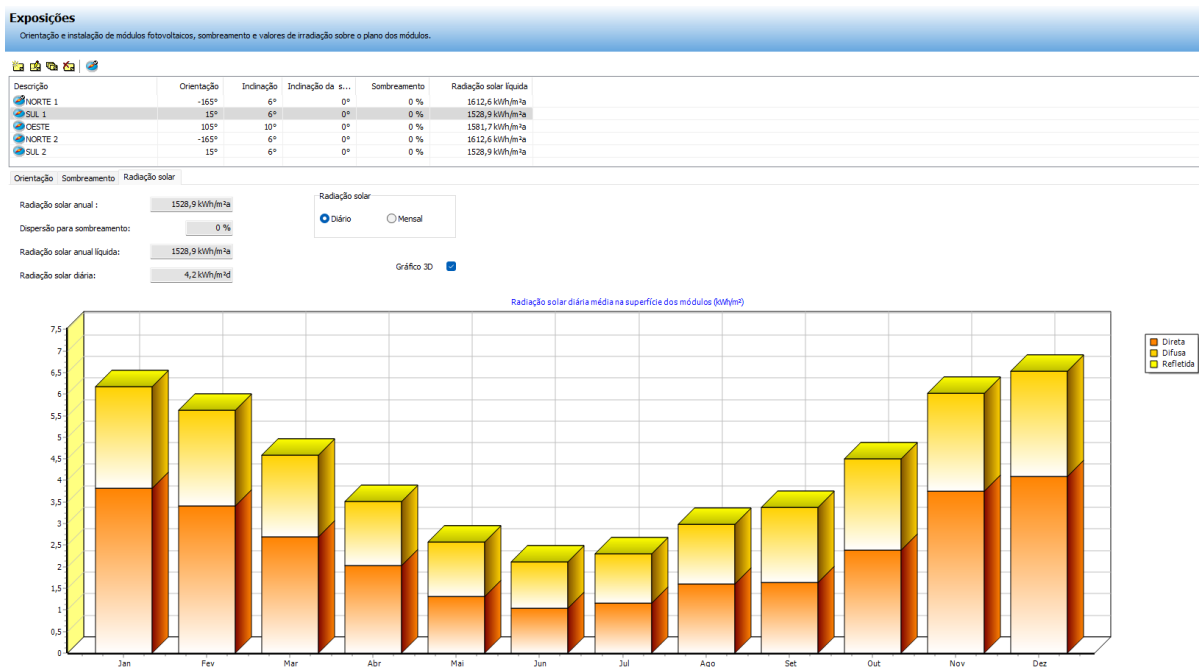 Exposições
Orientação e instalação de módulos fotovoltaicos, sombreamento e valores de irradiação sobre o plano dos módulos.
Descrição Orientação Inclinação Inclinação da s... Sombreamento Radiação solar líquida
NORTE 1 -165° 6° 0° 0 % 1612,6 kWh/m²a
SUL 1 15° 6° 0° 0 % 1528,9 kWh/m²a
OESTE 105° 10° 0° 0 % 1581,7 kWh/m²a
NORTE 2 -165° 6° 0° 0 % 1612,6 kWh/m²a
SUL 2 15° 6° 0° 0 % 1528,9 kWh/m²a
Orientação Sombreamento Radiação solar
Radiação solar anual : 1528,9 kWh/m²a
Dispersão para sombreamento: 0 %
Radiação solar anual líquida: 1528,9 kWh/m²a
Radiação solar diária: 4,2 kWh/m²d
Radiação solar
Diário Mensal
Gráfico 3D
Radiação solar diária média na superfície dos módulos (kWh/m²)
7,5
7
6,5
6
5,5
5
4,5
4
3,5
3
2,5
2
1,5
1
0,5
0
Jan Fev Mar Abr Mai Jun Jul Ago Set Out Nov Dez
Direta
Difusa
Refletida